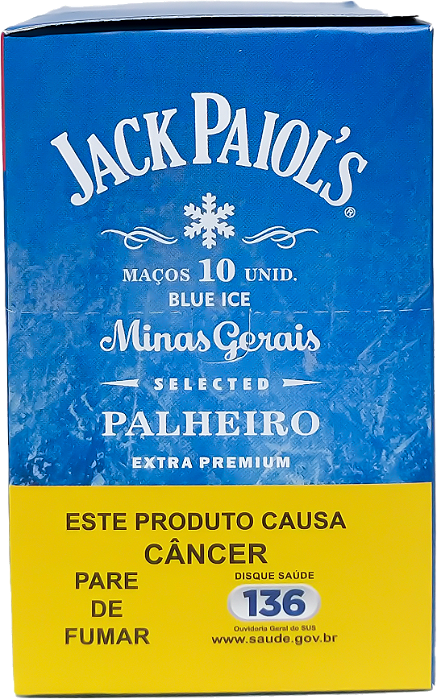 JACK PAIOL'S®
MAÇOS 10 UNID.
BLUE ICE
Minas Gerais
SELECTED
PALHEIRO
EXTRA PREMIUM
ESTE PRODUTO CAUSA
CÂNCER
PARE
DE
FUMAR
DISQUE SAÚDE
136
Ouvidoria Geral do SUS
www.saude.gov.br